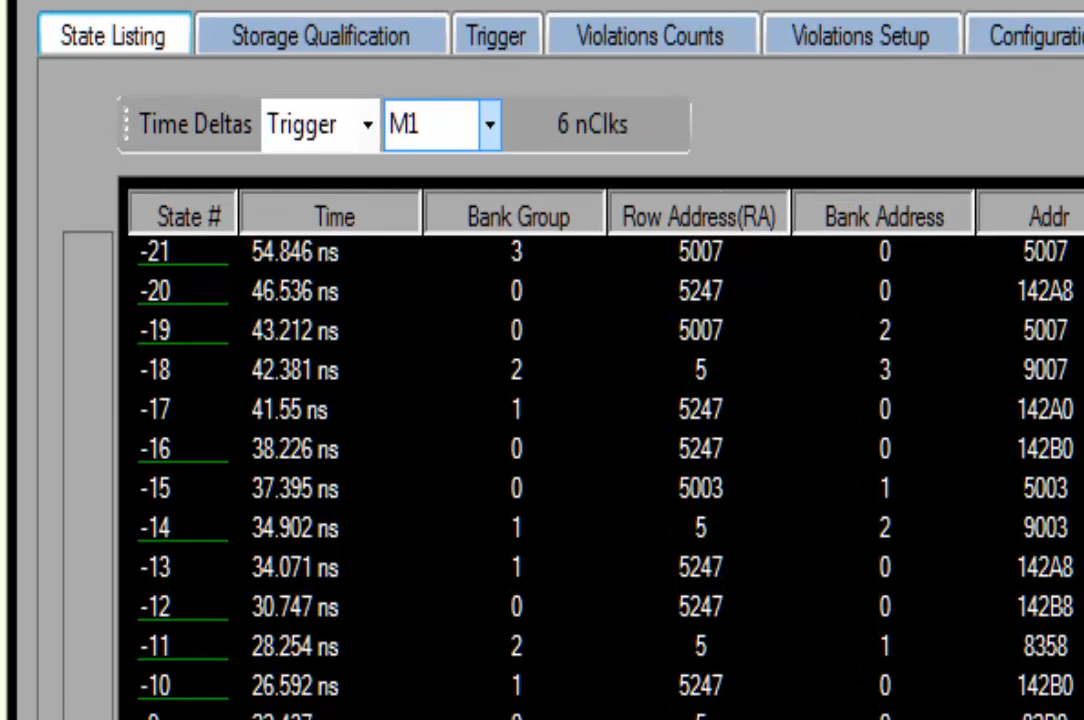 State Listing Storage Qualification Trigger Violations Counts Violations Setup
Time Deltas Trigger M1 6 nClks
State # Time Bank Group Row Address(RA) Bank Address Addr
-21 54.846 ns 3 5007 0 5007
-20 46.536 ns 0 5247 0 142A8
-19 43.212 ns 0 5007 2 5007
-18 42.381 ns 2 5 3 9007
-17 41.55 ns 1 5247 0 142A0
-16 38.226 ns 0 5247 0 142B0
-15 37.395 ns 0 5003 1 5003
-14 34.902 ns 1 5 2 9003
-13 34.071 ns 1 5247 0 142A8
-12 30.747 ns 0 5247 0 142B8
-11 28.254 ns 2 5 1 8358
-10 26.592 ns 1 5247 0 142B0